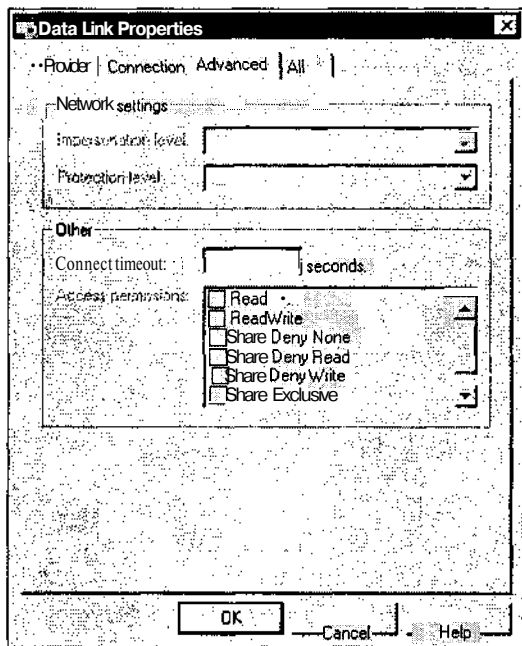 Data Link Properties
Provider Connection Advanced All
Network settings
Impersonation level:
Protection level
Other
Connect timeout: seconds.
Access permissions:
Read
ReadWrite
Share Deny None
Share Deny Read
Share Deny Write
Share Exclusive
OK Cancel Help